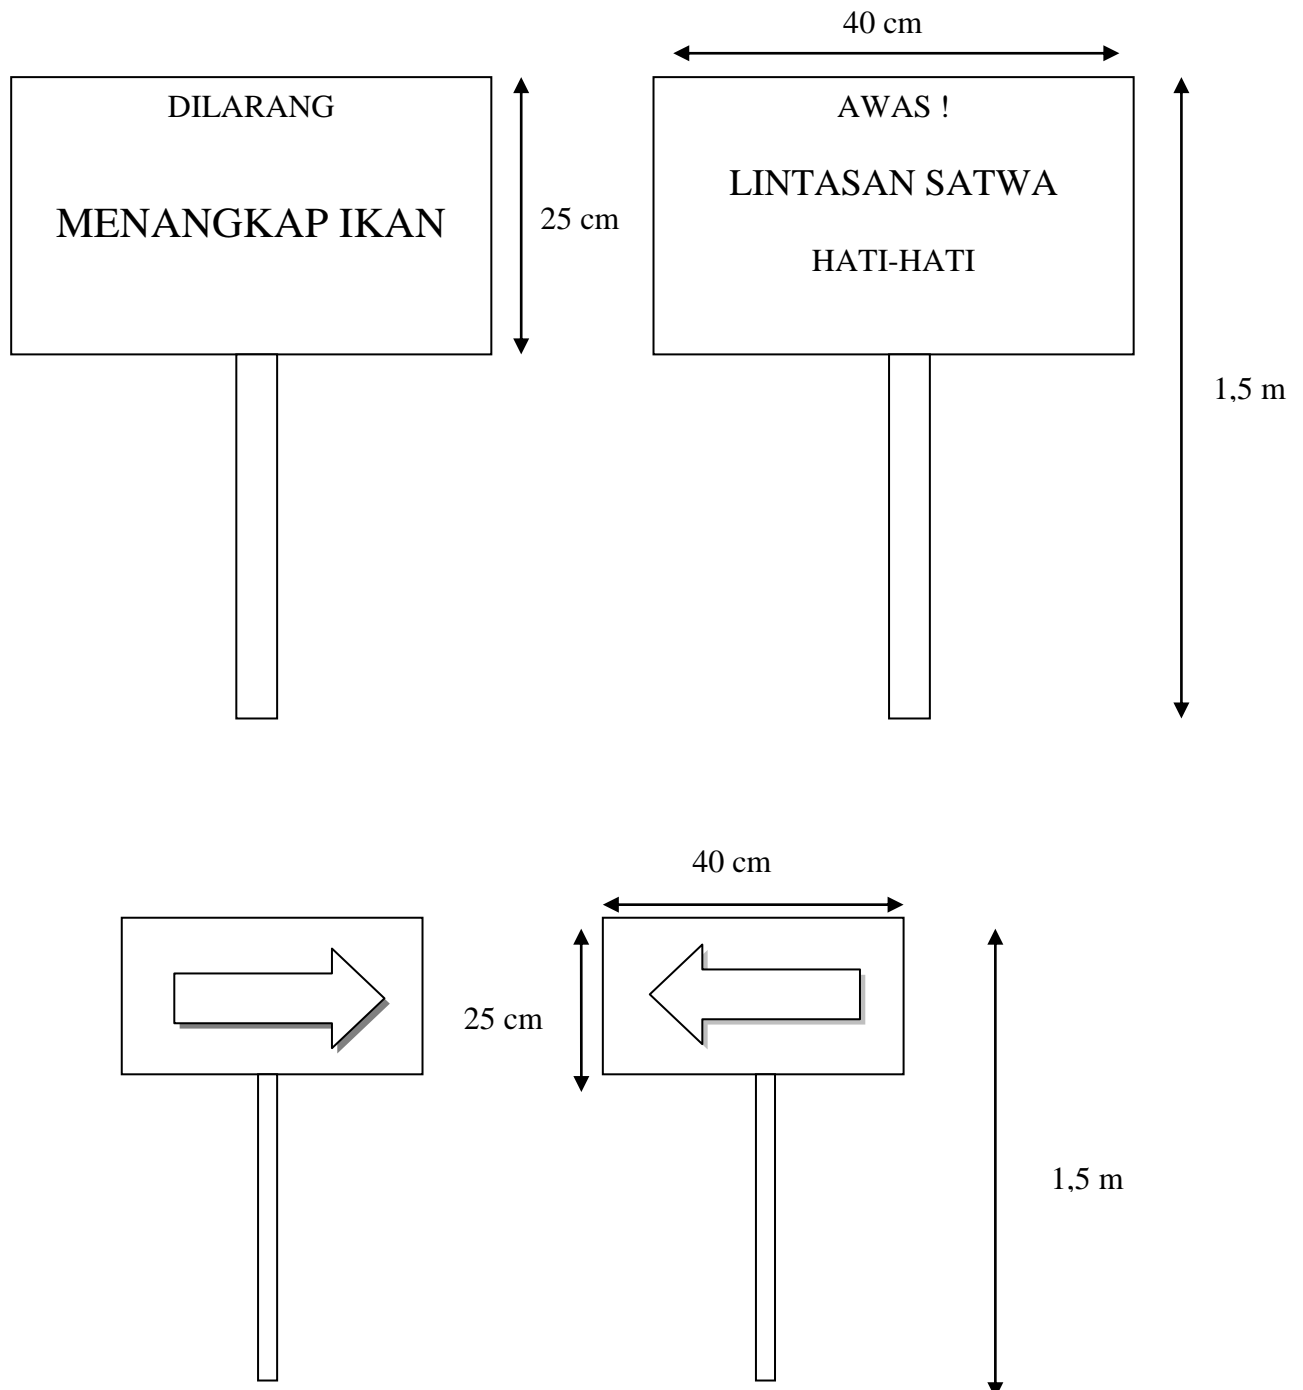 40 cm
DILARANG
MENANGKAP IKAN
25 cm
AWAS !
LINTASAN SATWA
HATI-HATI
1,5 m
40 cm
25 cm
1,5 m